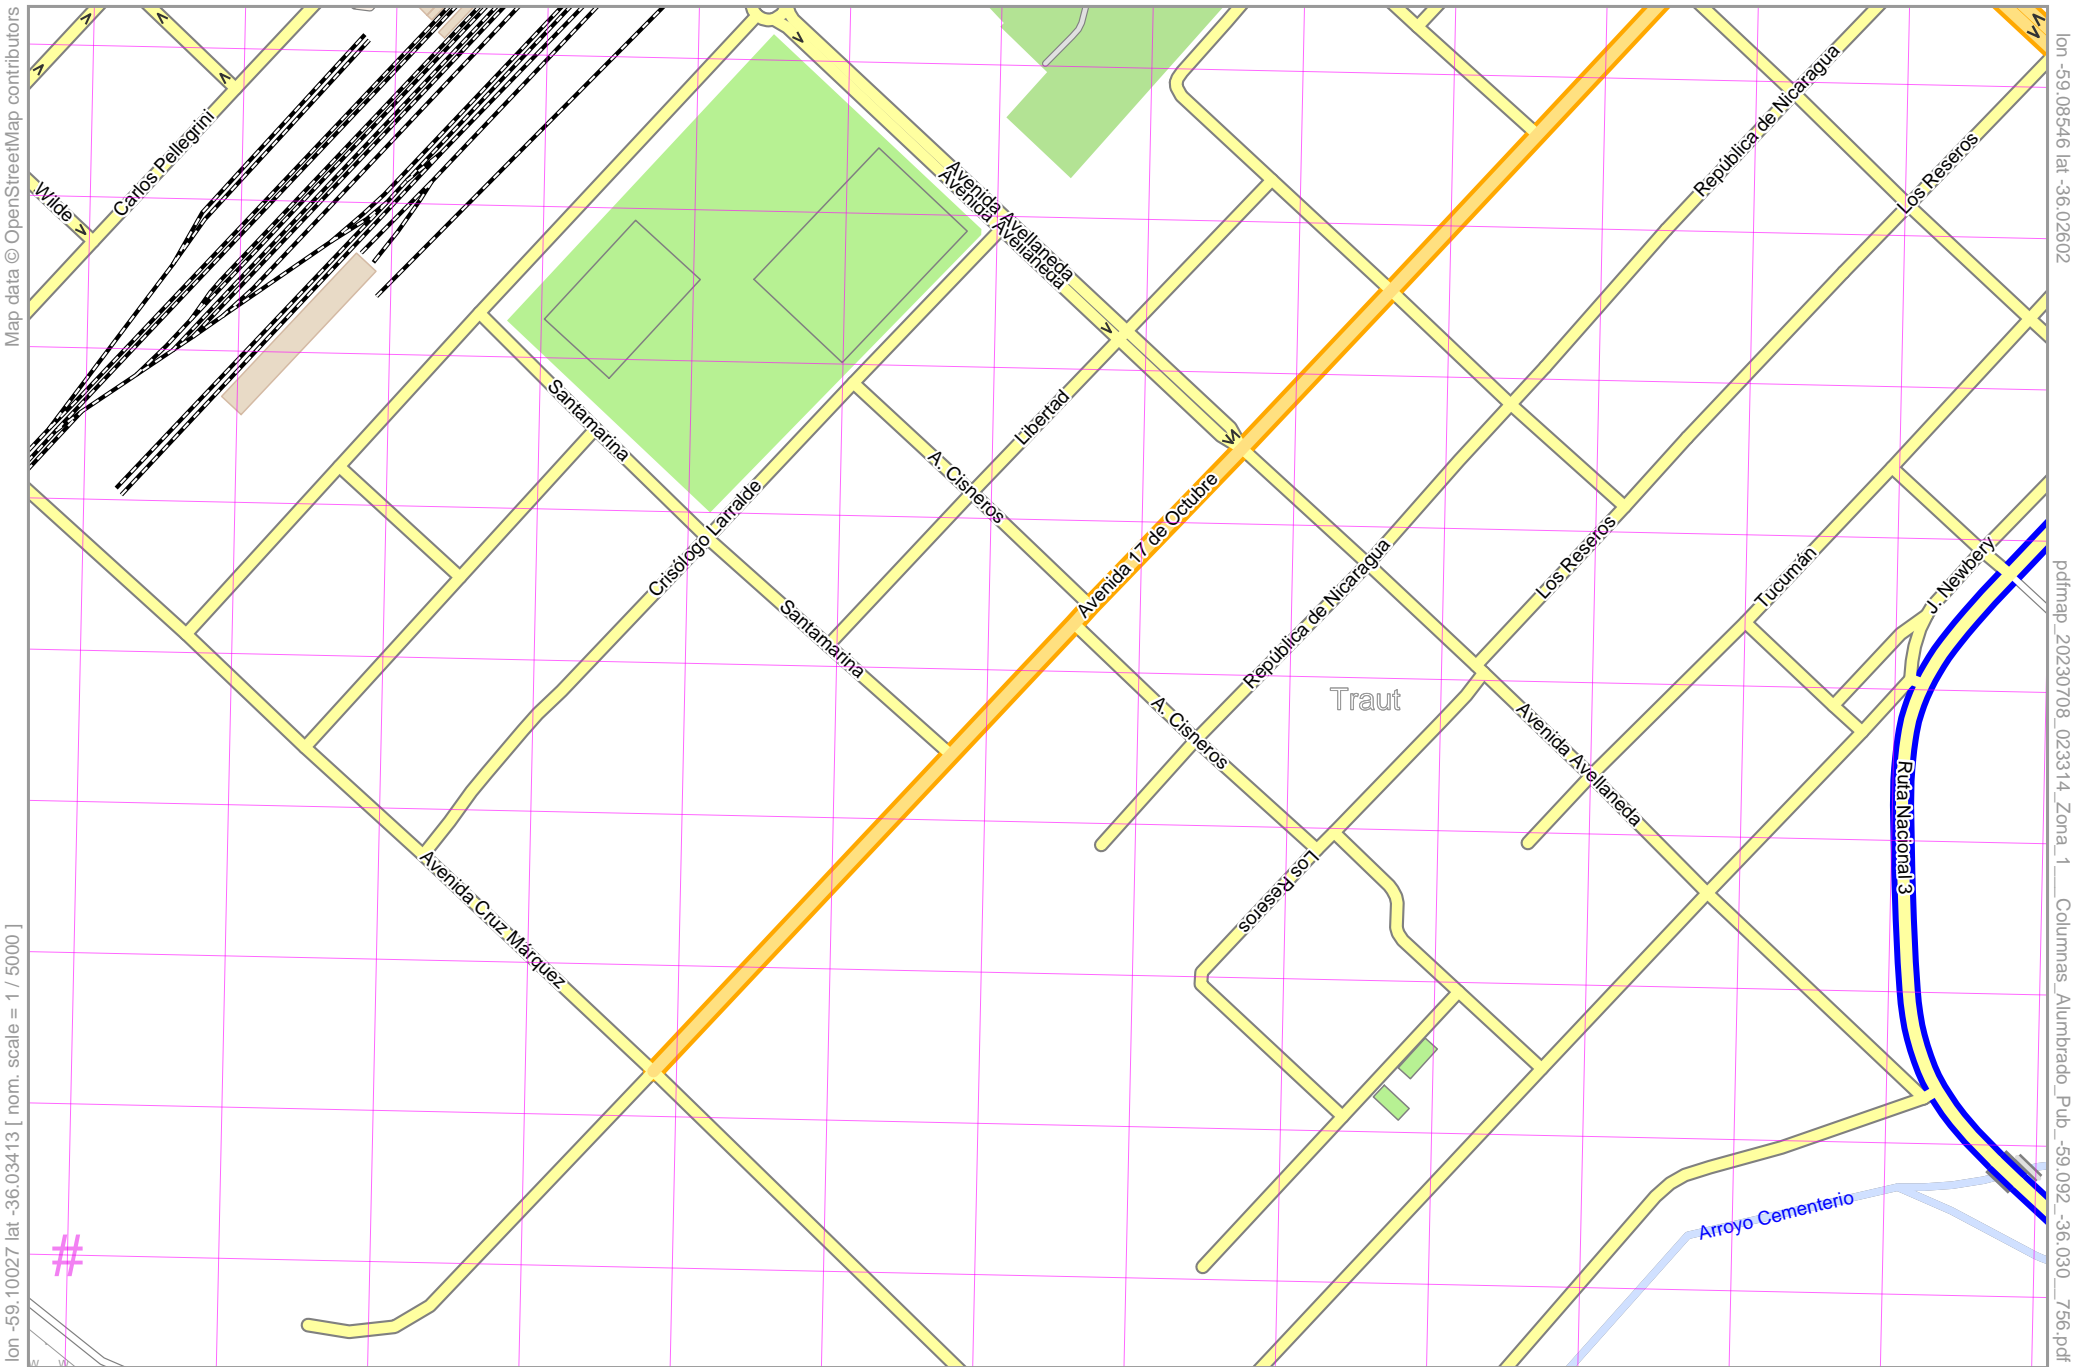 Map data © OpenStreetMap contributors
lon -59.10027 lat -36.03413 [ nom. scale = 1 / 5000 ]
lon -59.08546 lat -36.02602
pdfmap_20230708_023314_Zona_1___Columnas_Alumbrado_Pub_-59.092_-36.030__756.pdf
Carlos Pellegrini
Wilde
República de Nicaragua
Los Reseros
Avenida Avellaneda
Avenida Avellaneda
Santamarina
Libertad
A. Cisneros
Crisólogo Larralde
Avenida 17 de Octubre
República de Nicaragua
Los Reseros
Tucumán
J. Newbery
Santamarina
Traut
A. Cisneros
Avenida Avellaneda
Ruta Nacional 3
Los Reseros
Avenida Cruz Márquez
Arroyo Cementerio
#